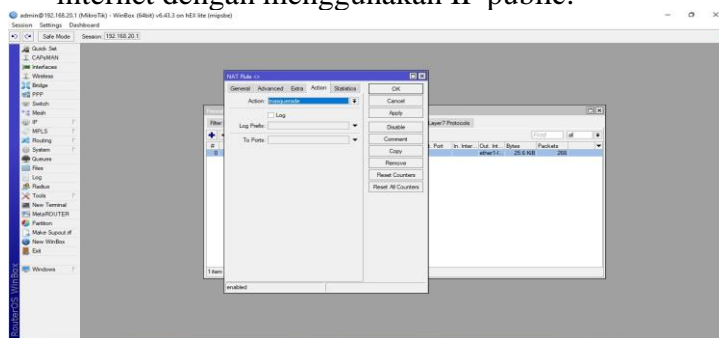 internet dengan menggunakan IP public.
admin@192.168.20.1 (MikroTik) - WinBox (64bit) v6.43.3 on hEX lite (mipsbe)
Session Settings Dashboard
Safe Mode Session: 192.168.20.1
Quick Set
CAPsMAN
Interfaces
Wireless
Bridge
PPP
Switch
Mesh
IP
MPLS
Routing
System
Queues
Files
Log
Radius
Tools
New Terminal
MetaROUTER
Partition
Make Supout.rif
New WinBox
Exit
Windows
RouterOS WinBox
NAT Rule <>
General Advanced Extra Action Statistics
Action: masquerade
Log
Log Prefix:
To Ports:
OK
Cancel
Apply
Disable
Comment
Copy
Remove
Reset Counters
Reset All Counters
enabled
Filter
Layer7 Protocols
Find all
# Port In. Inter... Out. Int... Bytes Packets
0 ether1-I... 25.6 KiB
1 item